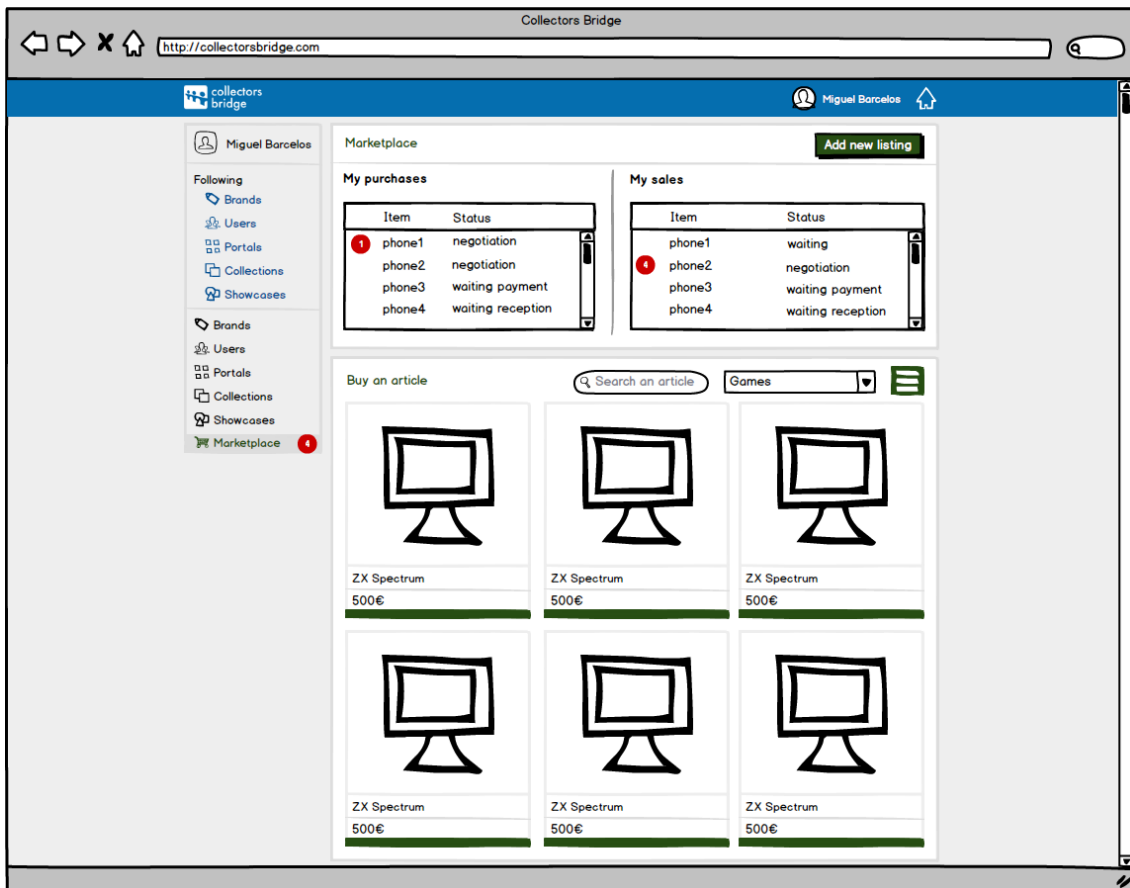 Collectors Bridge
http://collectorsbridge.com
collectors
bridge
Miguel Barcelos
Miguel Barcelos
Following
Brands
Users
Portals
Collections
Showcases
Brands
Users
Portals
Collections
Showcases
Marketplace 4
Marketplace
Add new listing
My purchases
Item Status
1 phone1 negotiation
phone2 negotiation
phone3 waiting payment
phone4 waiting reception
My sales
Item Status
phone1 waiting
4 phone2 negotiation
phone3 waiting payment
phone4 waiting reception
Buy an article
Search an article
Games
ZX Spectrum
500€
ZX Spectrum
500€
ZX Spectrum
500€
ZX Spectrum
500€
ZX Spectrum
500€
ZX Spectrum
500€